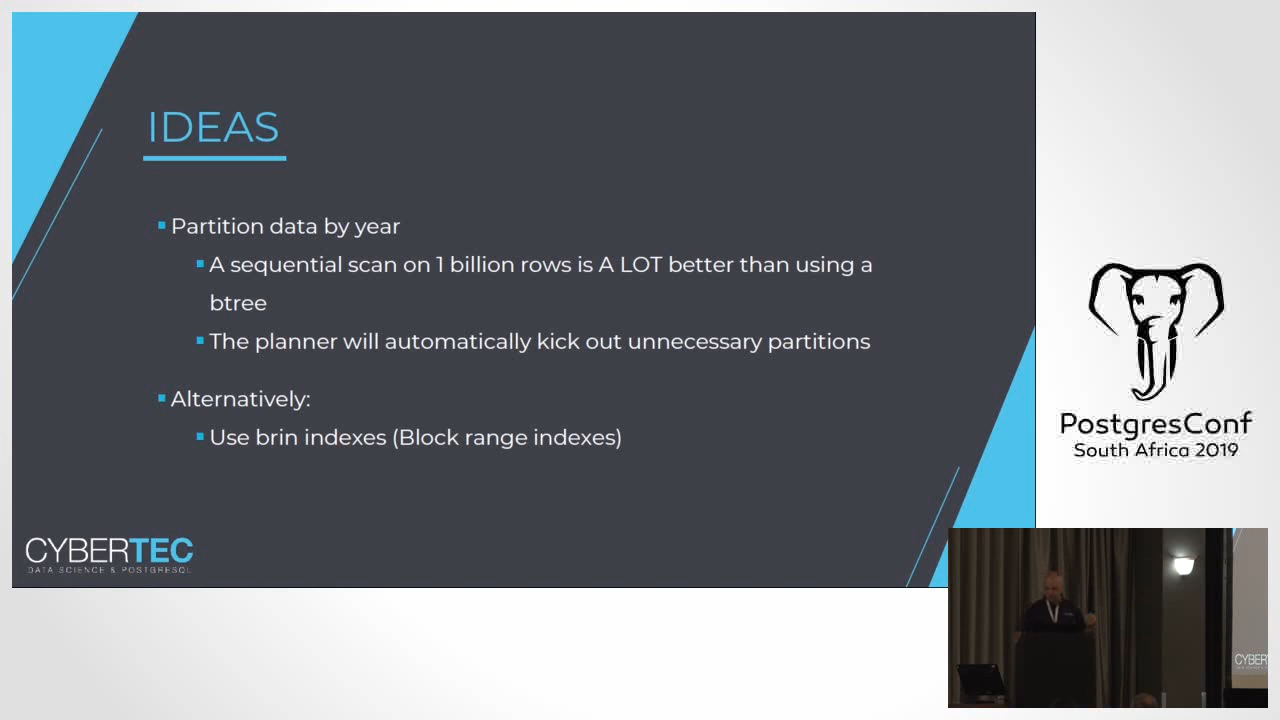 IDEAS
Partition data by year
A sequential scan on 1 billion rows is A LOT better than using a
btree
The planner will automatically kick out unnecessary partitions
Alternatively:
Use brin indexes (Block range indexes)
CYBERTEC
DATA SCIENCE & POSTGRESQL
PostgresConf
South Africa 2019
CYBERT